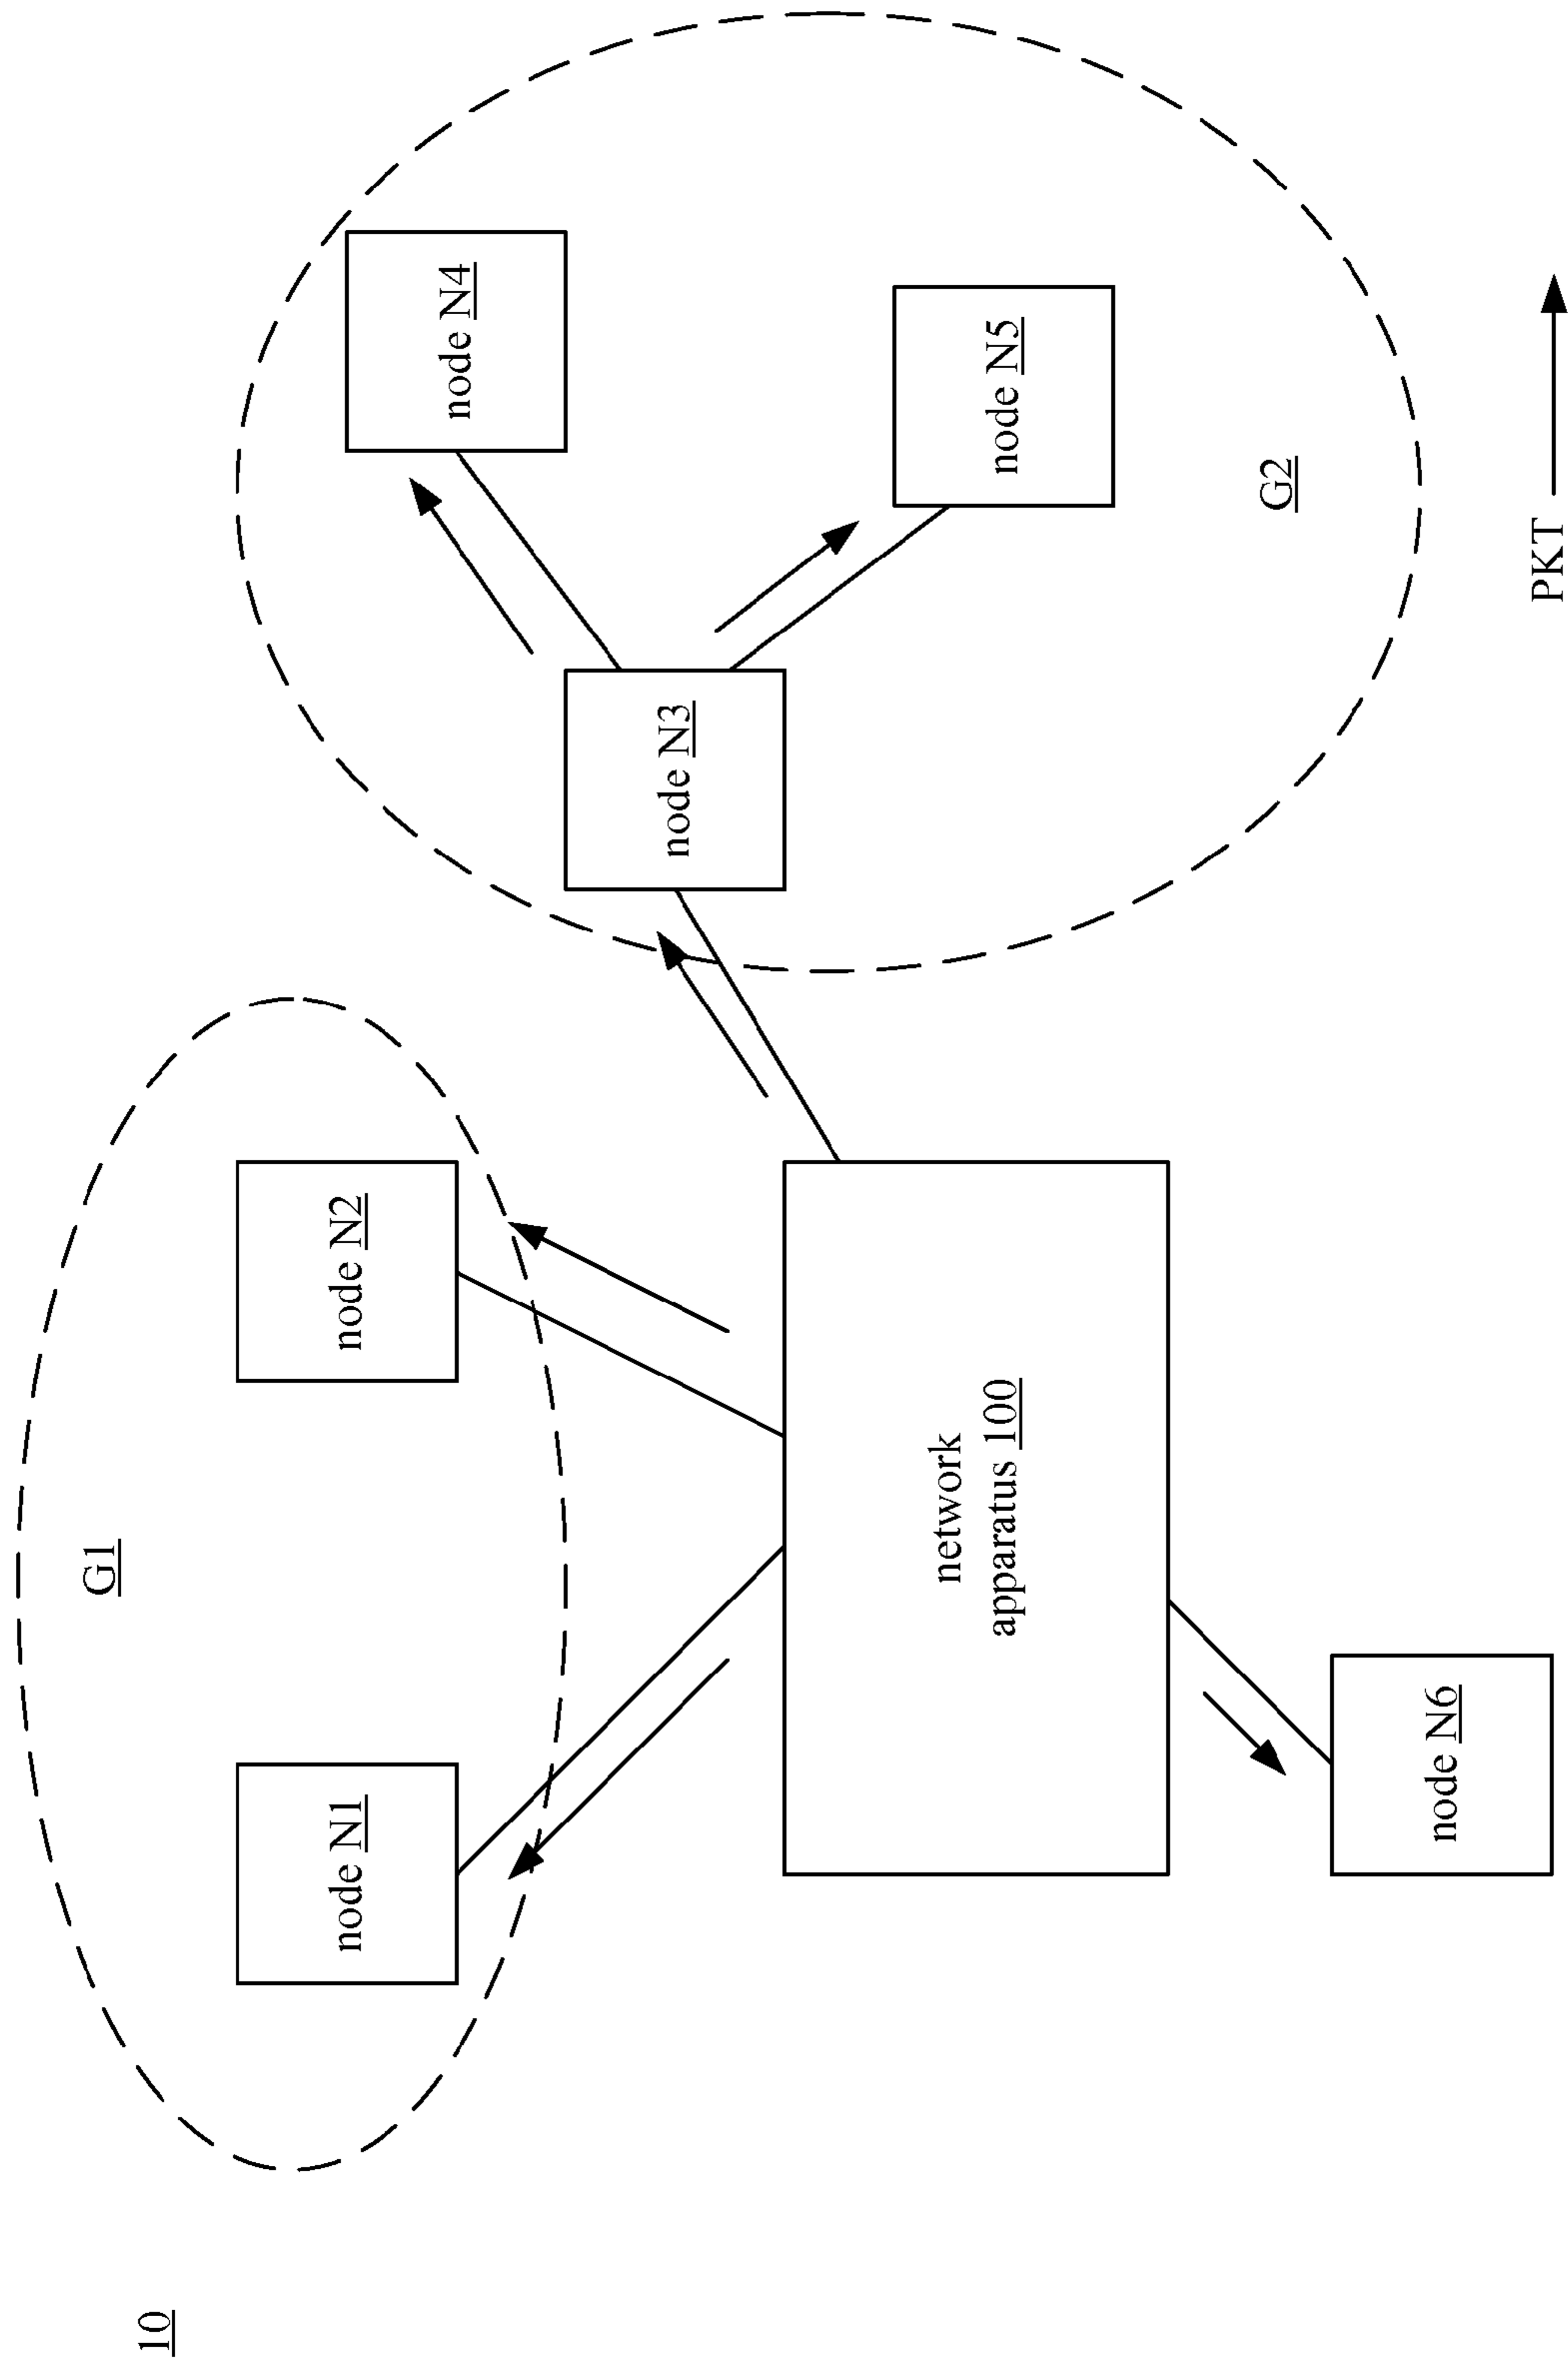 10
G1
node N1
node N2
node N4
node N3
node N5
network
apparatus 100
G2
node N6
PKT